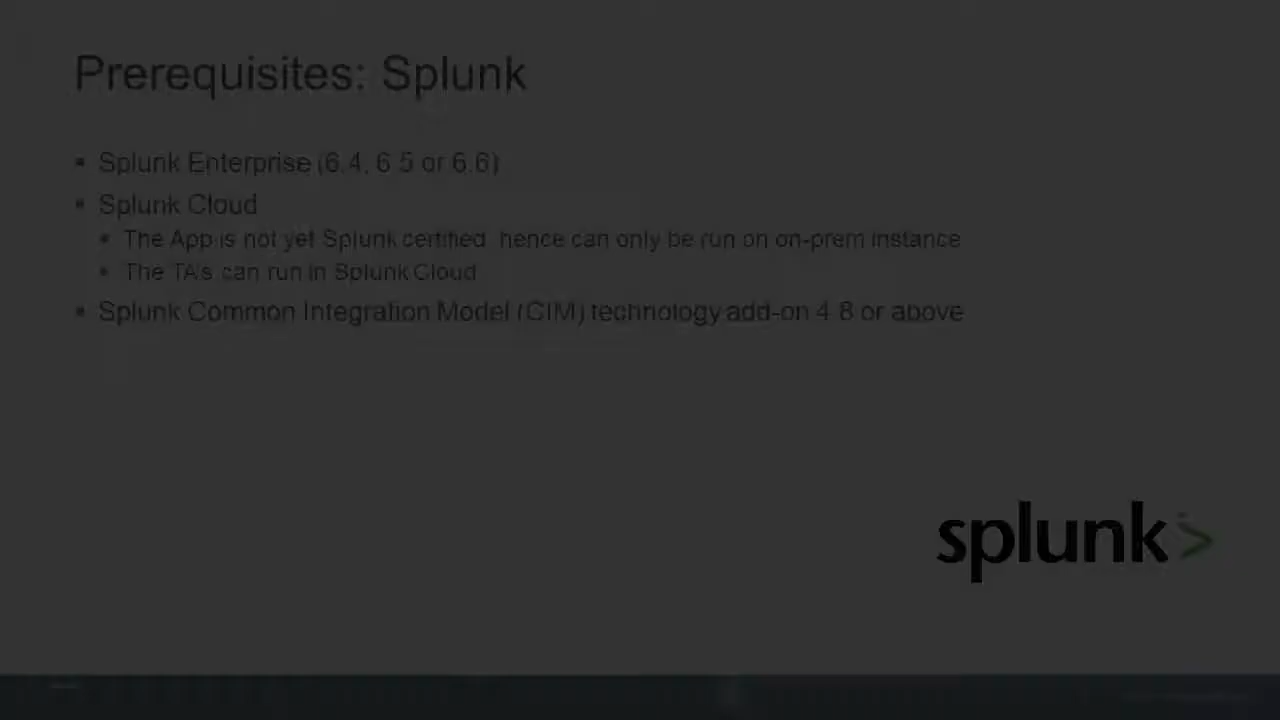 Prerequisites: Splunk
Splunk Enterprise (6.4, 6.5 or 6.6)
Splunk Cloud
The App is not yet Splunk certified, hence can only be run on on-prem instance
The TA's can run in Splunk Cloud
Splunk Common Integration Model (CIM) technology add-on 4.8 or above
splunk>